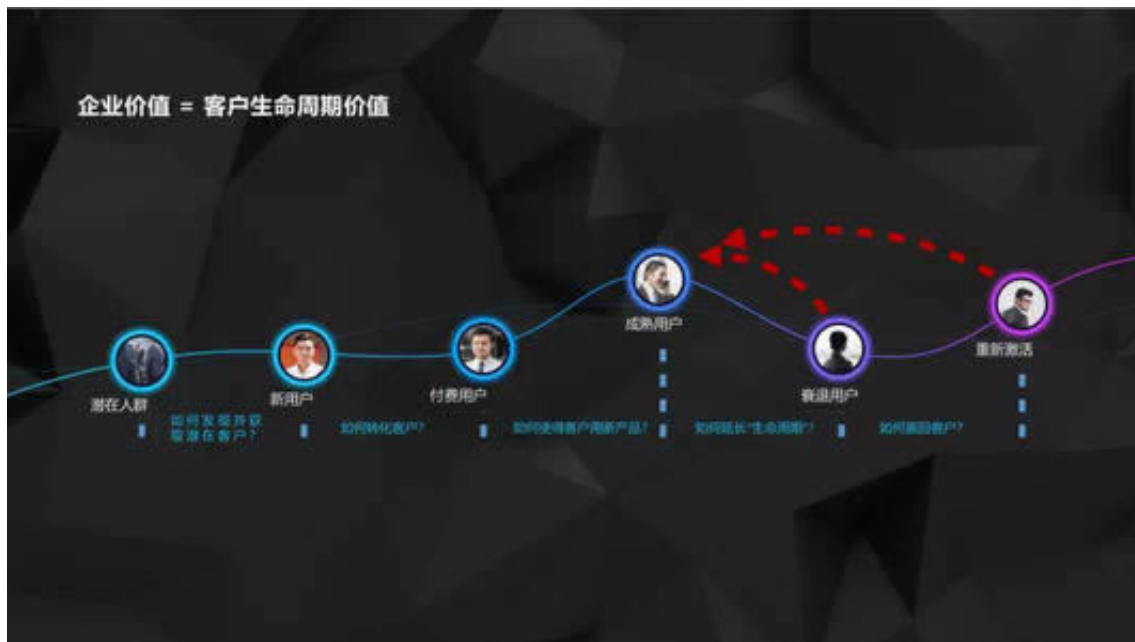 企业价值 = 客户生命周期价值
成熟用户
重新激活
潜在人群
新用户
付费用户
衰退用户
如何发掘并获
取潜在客户?
如何转化客户?
如何使得客户用新产品?
如何延长“生命周期”?
如何赢回客户?